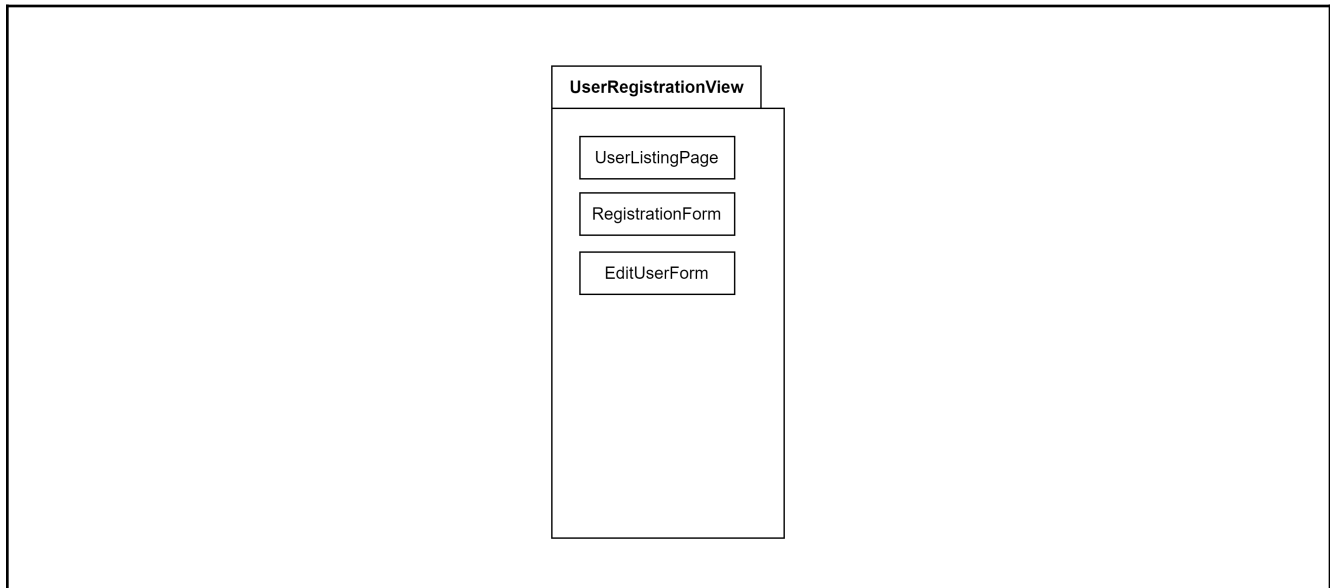 UserRegistrationView
UserListingPage
RegistrationForm
EditUserForm